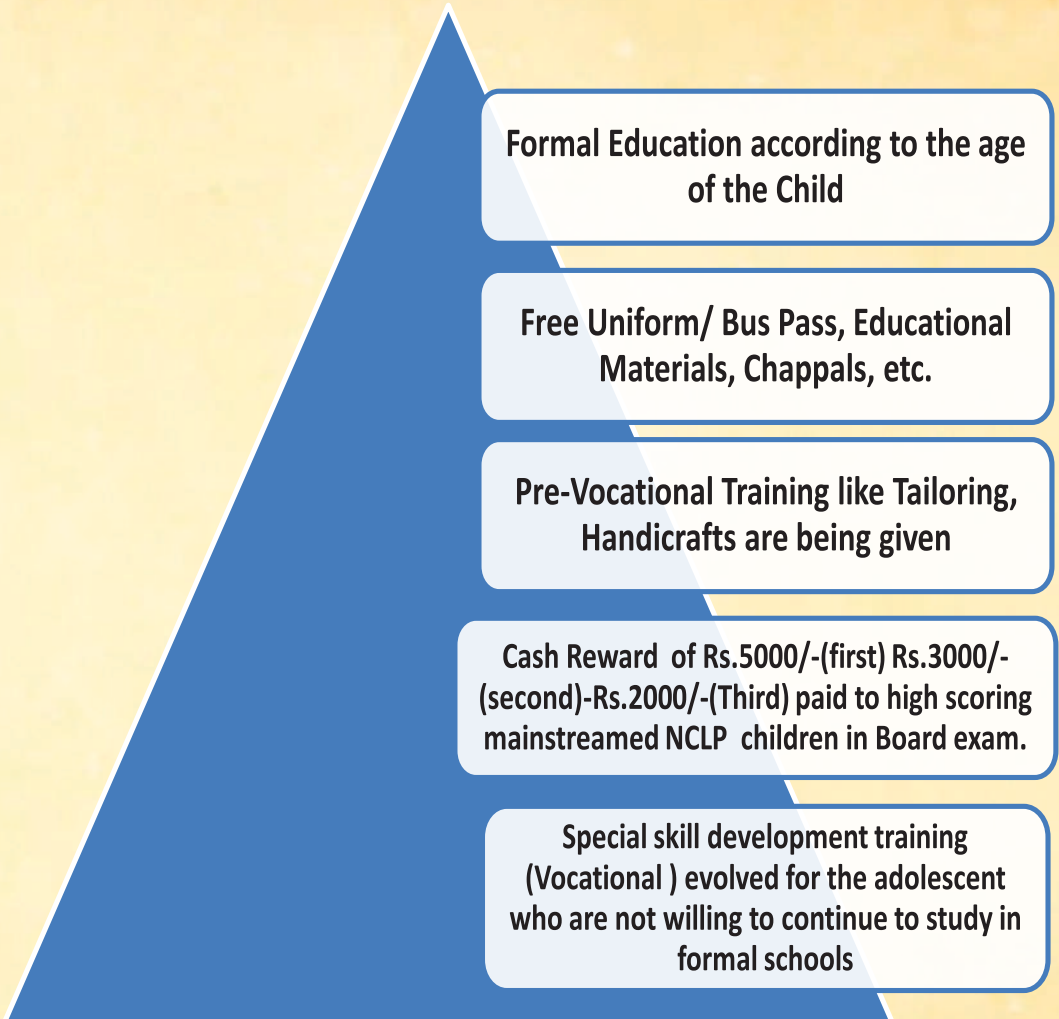 Formal Education according to the age
of the Child
Free Uniform/ Bus Pass, Educational
Materials, Chappals, etc.
Pre-Vocational Training like Tailoring,
Handicrafts are being given
Cash Reward of Rs.5000/-(first) Rs.3000/-
(second)-Rs.2000/-(Third) paid to high scoring
mainstreamed NCLP children in Board exam.
Special skill development training
(Vocational ) evolved for the adolescent
who are not willing to continue to study in
formal schools